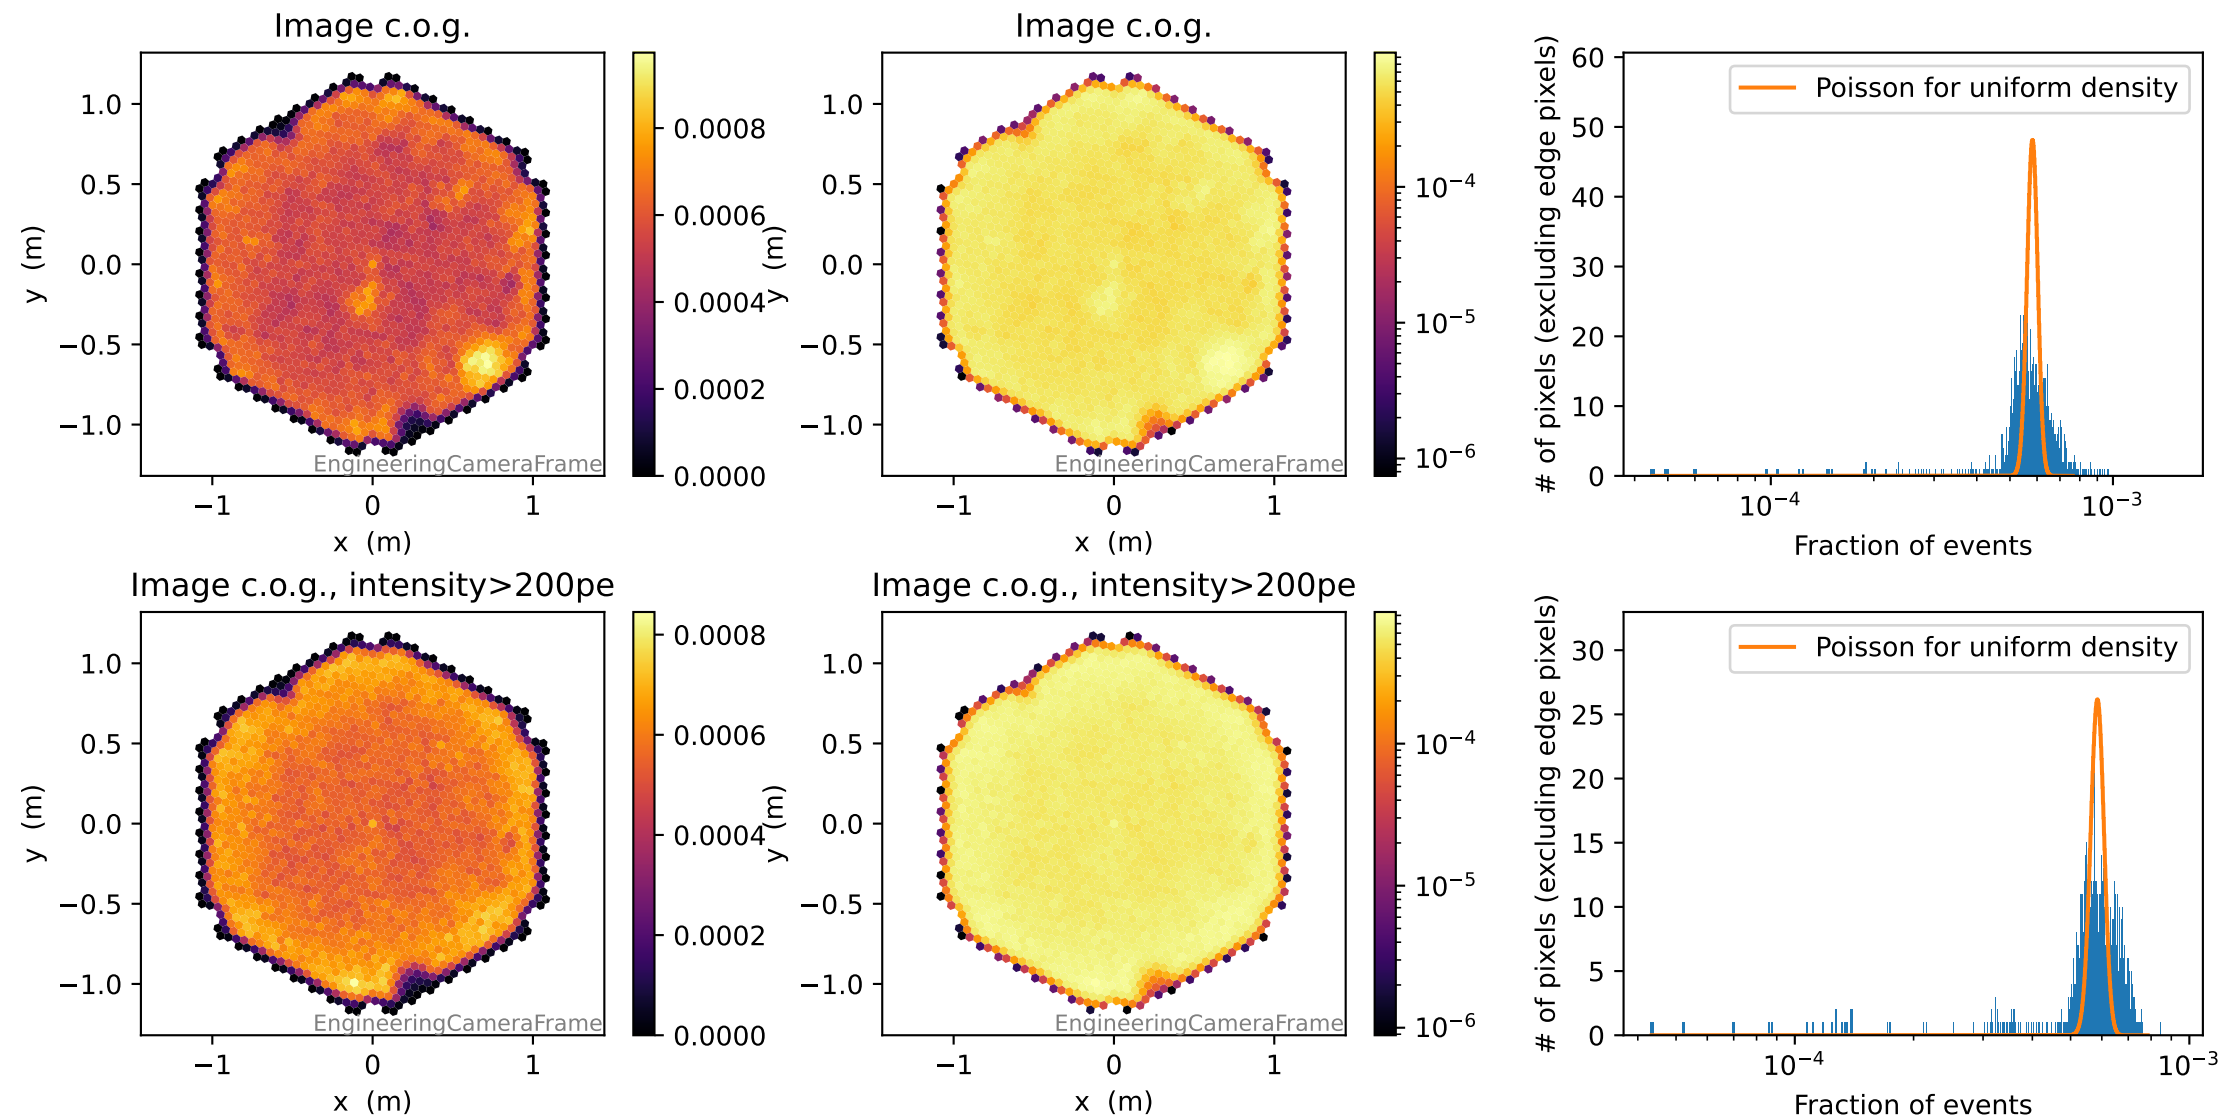 Image c.o.g.
y (m)
1.0
0.5
0.0
−0.5
−1.0
EngineeringCameraFrame
−1 0 1
x (m)
0.0008
0.0006
0.0004
0.0002
0.0000
Image c.o.g.
y (m)
1.0
0.5
0.0
−0.5
−1.0
EngineeringCameraFrame
−1 0 1
x (m)
10⁻⁴
10⁻⁵
10⁻⁶
# of pixels (excluding edge pixels)
60
50
40
30
20
10
0
Poisson for uniform density
10⁻⁴ 10⁻³
Fraction of events
Image c.o.g., intensity>200pe
y (m)
1.0
0.5
0.0
−0.5
−1.0
EngineeringCameraFrame
−1 0 1
x (m)
0.0008
0.0006
0.0004
0.0002
0.0000
Image c.o.g., intensity>200pe
y (m)
1.0
0.5
0.0
−0.5
−1.0
EngineeringCameraFrame
−1 0 1
x (m)
10⁻⁴
10⁻⁵
10⁻⁶
# of pixels (excluding edge pixels)
30
25
20
15
10
5
0
Poisson for uniform density
10⁻⁴ 10⁻³
Fraction of events